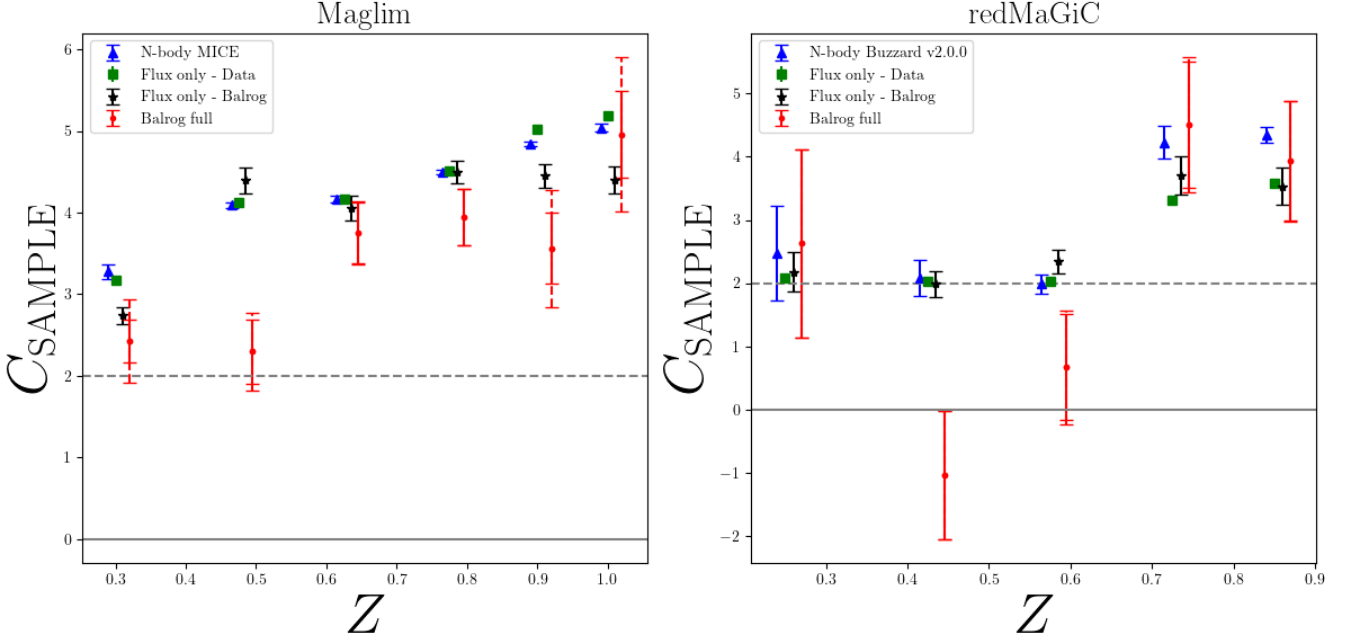 Maglim
N-body MICE
Flux only - Data
Flux only - Balrog
Balrog full
6
5
4
3
2
1
0
0.3 0.4 0.5 0.6 0.7 0.8 0.9 1.0
C_SAMPLE
Z
redMaGiC
N-body Buzzard v2.0.0
Flux only - Data
Flux only - Balrog
Balrog full
5
4
3
2
1
0
−1
−2
0.3 0.4 0.5 0.6 0.7 0.8 0.9
C_SAMPLE
Z